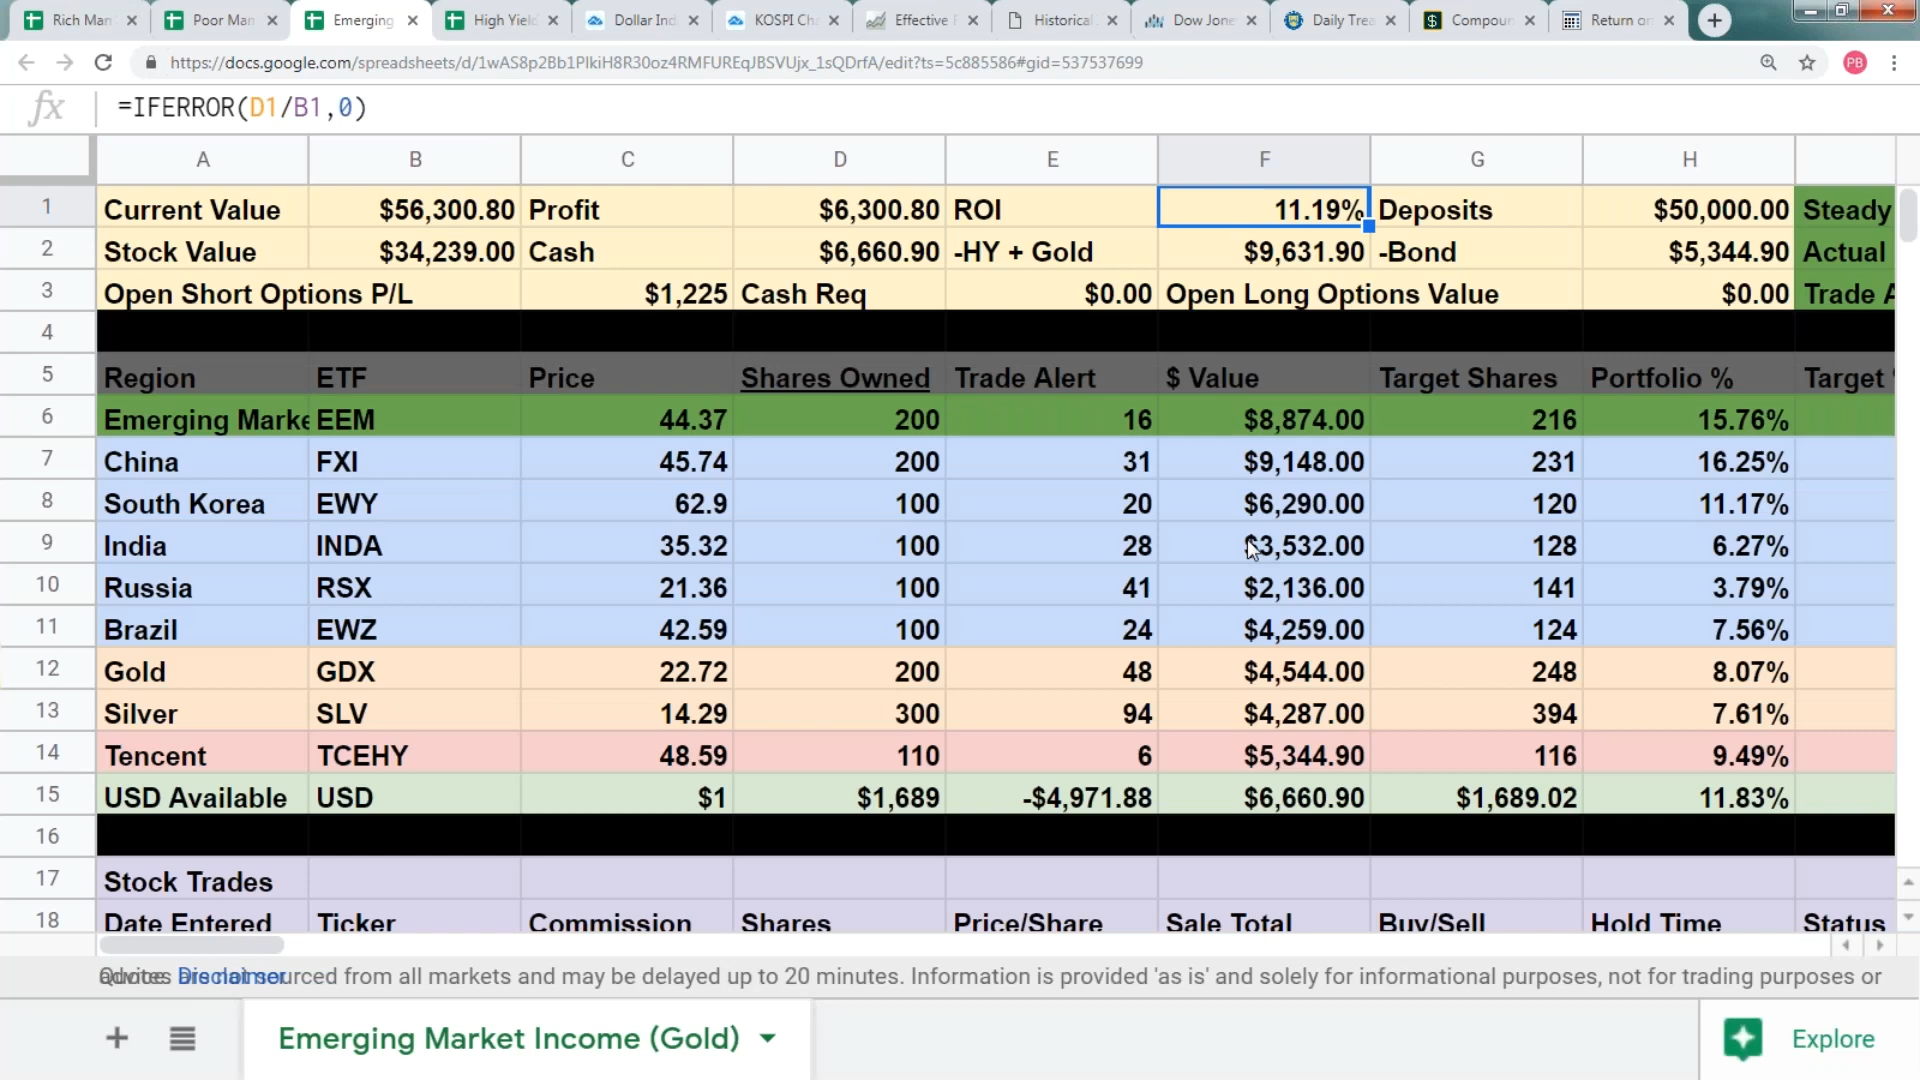 Rich Man
Poor Man
Emerging
High Yield
Dollar Ind
KOSPI Ch
Effective
Historical
Dow Jone
Daily Trea
Compoun
Return on
https://docs.google.com/spreadsheets/d/1wAS8p2Bb1PlkiH8R30oz4RMFUREqJBSVUjx_1sQDrfA/edit?ts=5c885586#gid=537537699
PB
fx =IFERROR(D1/B1,0)
A B C D E F G H
1 Current Value $56,300.80 Profit $6,300.80 ROI 11.19% Deposits $50,000.00 Steady
2 Stock Value $34,239.00 Cash $6,660.90 -HY + Gold $9,631.90 -Bond $5,344.90 Actual
3 Open Short Options P/L $1,225 Cash Req $0.00 Open Long Options Value $0.00 Trade A
4
5 Region ETF Price Shares Owned Trade Alert $ Value Target Shares Portfolio % Target
6 Emerging Marke EEM 44.37 200 16 $8,874.00 216 15.76%
7 China FXI 45.74 200 31 $9,148.00 231 16.25%
8 South Korea EWY 62.9 100 20 $6,290.00 120 11.17%
9 India INDA 35.32 100 28 $3,532.00 128 6.27%
10 Russia RSX 21.36 100 41 $2,136.00 141 3.79%
11 Brazil EWZ 42.59 100 24 $4,259.00 124 7.56%
12 Gold GDX 22.72 200 48 $4,544.00 248 8.07%
13 Silver SLV 14.29 300 94 $4,287.00 394 7.61%
14 Tencent TCEHY 48.59 110 6 $5,344.90 116 9.49%
15 USD Available USD $1 $1,689 -$4,971.88 $6,660.90 $1,689.02 11.83%
16
17 Stock Trades
18 Date Entered Ticker Commission Shares Price/Share Sale Total Buy/Sell Hold Time Status
Quotes are not sourced from all markets and may be delayed up to 20 minutes. Information is provided 'as is' and solely for informational purposes, not for trading purposes or
advice. Disclaimer
Emerging Market Income (Gold)
Explore